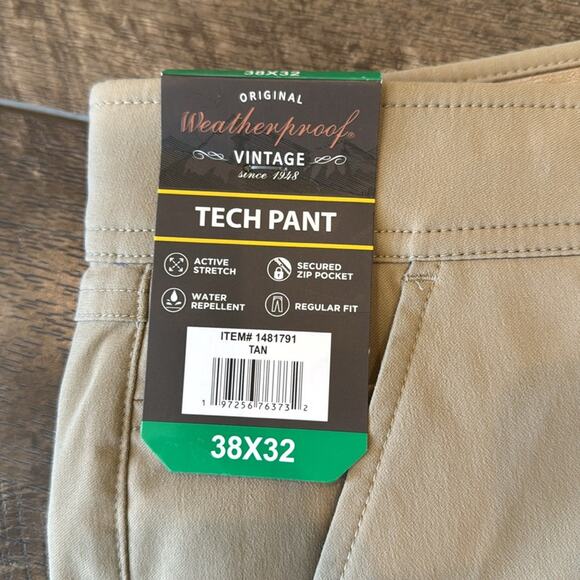 38X32
ORIGINAL
Weatherproof®
VINTAGE
since 1948
TECH PANT
ACTIVE
STRETCH
SECURED
ZIP POCKET
WATER
REPELLENT
REGULAR FIT
ITEM# 1481791
TAN
1 97256 76373 2
38X32